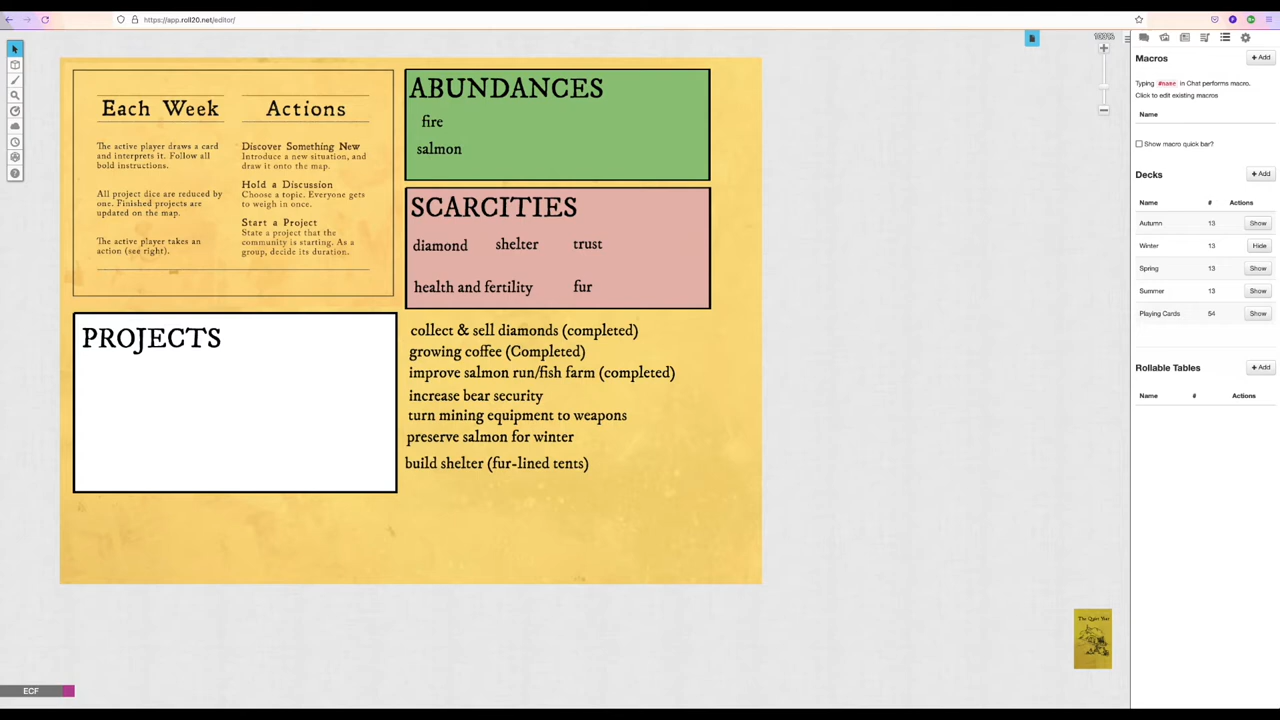 https://app.roll20.net/editor/
100%
Each Week
The active player draws a card
and interprets it. Follow all
bold instructions.
All project dice are reduced by
one. Finished projects are
updated on the map.
The active player takes an
action (see right).
Actions
Discover Something New
Introduce a new situation, and
draw it onto the map.
Hold a Discussion
Choose a topic. Everyone gets
to weigh in once.
Start a Project
State a project that the
community is starting. As a
group, decide its duration.
ABUNDANCES
fire
salmon
SCARCITIES
diamond shelter trust
health and fertility fur
PROJECTS
collect & sell diamonds (completed)
growing coffee (Completed)
improve salmon run/fish farm (completed)
increase bear security
turn mining equipment to weapons
preserve salmon for winter
build shelter (fur-lined tents)
Macros
+ Add
Typing #name in Chat performs macro.
Click to edit existing macros
Name
Show macro quick bar?
Decks
+ Add
Name # Actions
Autumn 13 Show
Winter 13 Hide
Spring 13 Show
Summer 13 Show
Playing Cards 54 Show
Rollable Tables
+ Add
Name # Actions
The Quiet Year
ECF